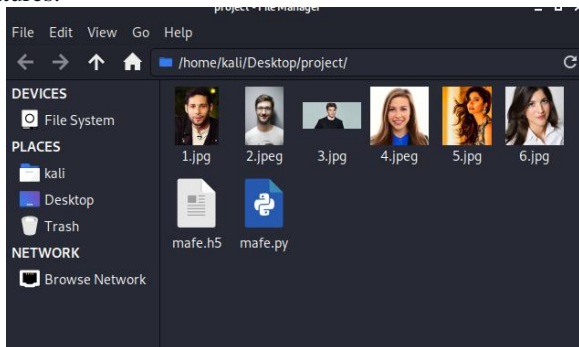 project - File Manager
File Edit View Go Help
/home/kali/Desktop/project/
DEVICES
File System
PLACES
kali
Desktop
Trash
NETWORK
Browse Network
1.jpg 2.jpeg 3.jpg 4.jpeg 5.jpg 6.jpg
mafe.h5 mafe.py